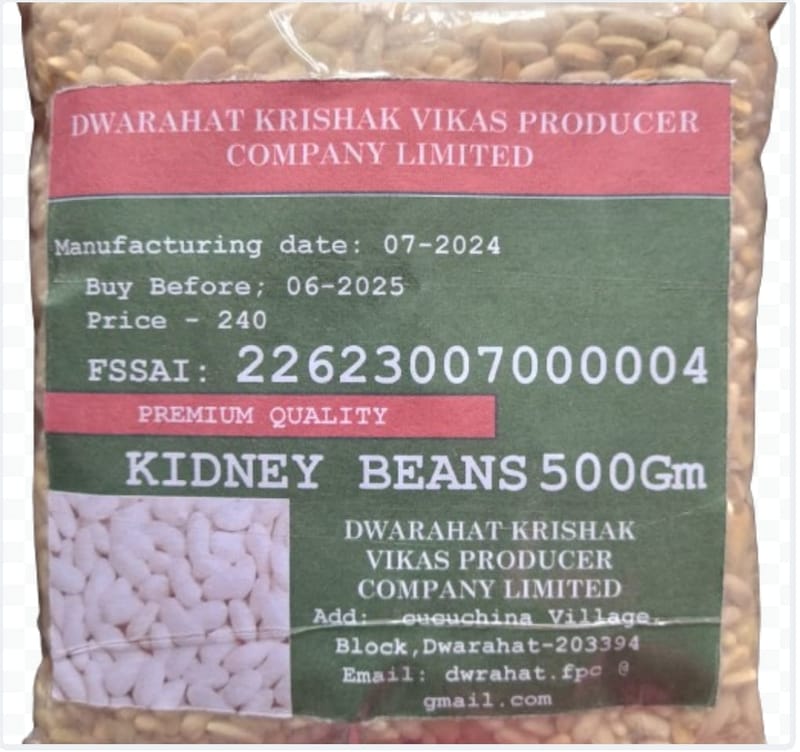 DWARAHAT KRISHAK VIKAS PRODUCER
COMPANY LIMITED
Manufacturing date: 07-2024
Buy Before; 06-2025
Price - 240
FSSAI: 22623007000004
PREMIUM QUALITY
KIDNEY BEANS 500Gm
DWARAHAT KRISHAK
VIKAS PRODUCER
COMPANY LIMITED
Add: Village
Block,Dwarahat-203394
Email: dwrahat.fpc @
gmail.com